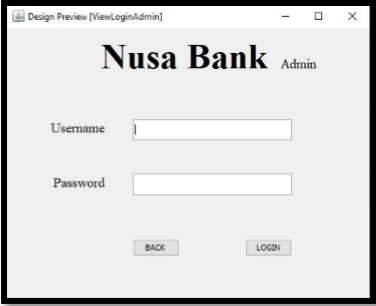 Design Preview [ViewLoginAdmin]
Nusa Bank Admin
Username
Password
BACK LOGIN